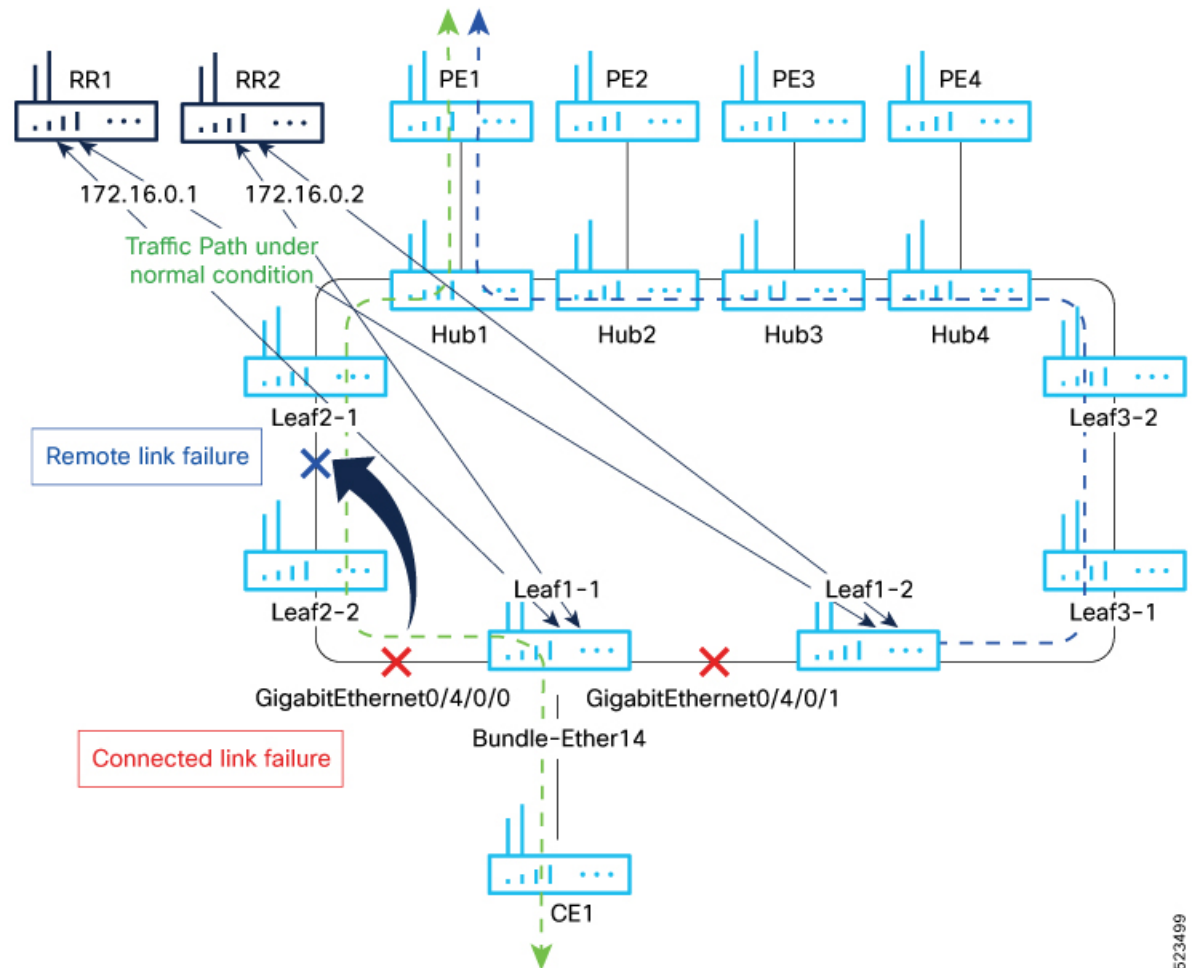 RR1
RR2
PE1
PE2
PE3
PE4
172.16.0.1
172.16.0.2
Traffic Path under
normal condition
Hub1
Hub2
Hub3
Hub4
Leaf2-1
Leaf3-2
Remote link failure
Leaf2-2
Leaf1-1
Leaf1-2
Leaf3-1
GigabitEthernet0/4/0/0
GigabitEthernet0/4/0/1
Bundle-Ether14
Connected link failure
CE1
523499